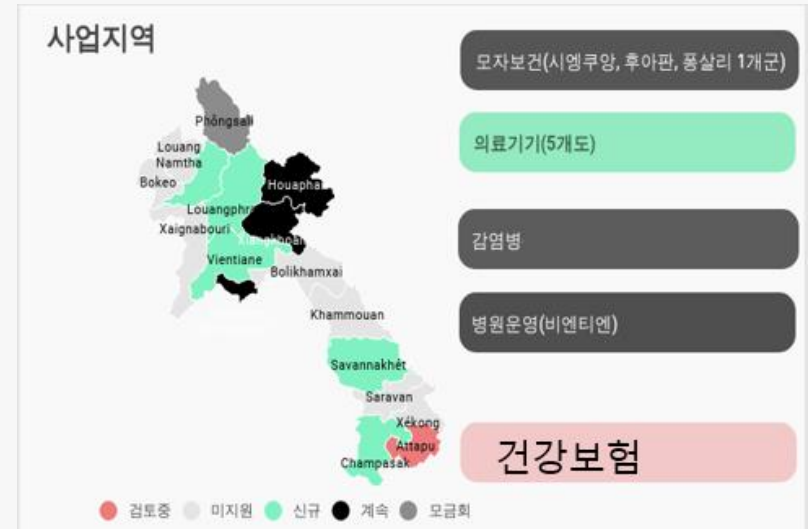 사업지역
모자보건(시엥쿠앙, 후아판, 퐁살리 1개군)
의료기기(5개도)
감염병
병원운영(비엔티엔)
건강보험
Phôngsali
Louang
Namtha
Bokeo
Houaphan
Louangphra
Xaignabouri
Xiangkhoang
Vientiane
Bolikhamxai
Khammouan
Savannakhét
Saravan
Xékong
Attapu
Champasak
검토중 미지원 신규 계속 모금회